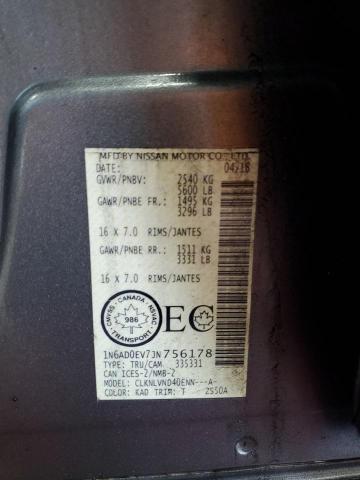 MFD BY NISSAN MOTOR CO., LTD.
DATE: 04/18
GVWR/PNBV: 2540 KG
5600 LB
GAWR/PNBE FR.: 1495 KG
3296 LB
16 X 7.0 RIMS/JANTES
GAWR/PNBE RR.: 1511 KG
3331 LB
16 X 7.0 RIMS/JANTES
CANADA
CMVSS NSVAC
986
TRANSPORT
EC
1N6AD0EV7JN756178
TYPE: TRU/CAM 335331
CAN ICES-2/NMB-2
MODEL: CLKNLVND40ENN---A-
COLOR: KAD TRIM: T 2S50A